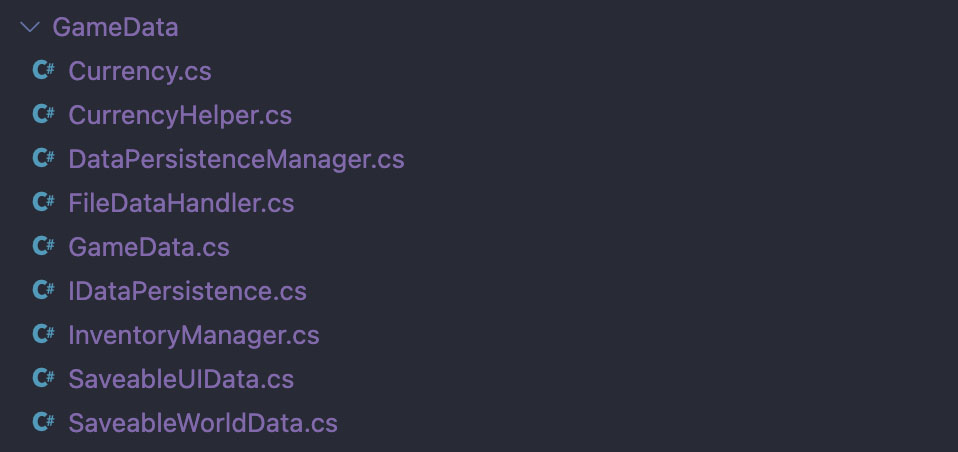 GameData
C# Currency.cs
C# CurrencyHelper.cs
C# DataPersistenceManager.cs
C# FileDataHandler.cs
C# GameData.cs
C# IDataPersistence.cs
C# InventoryManager.cs
C# SaveableUIData.cs
C# SaveableWorldData.cs